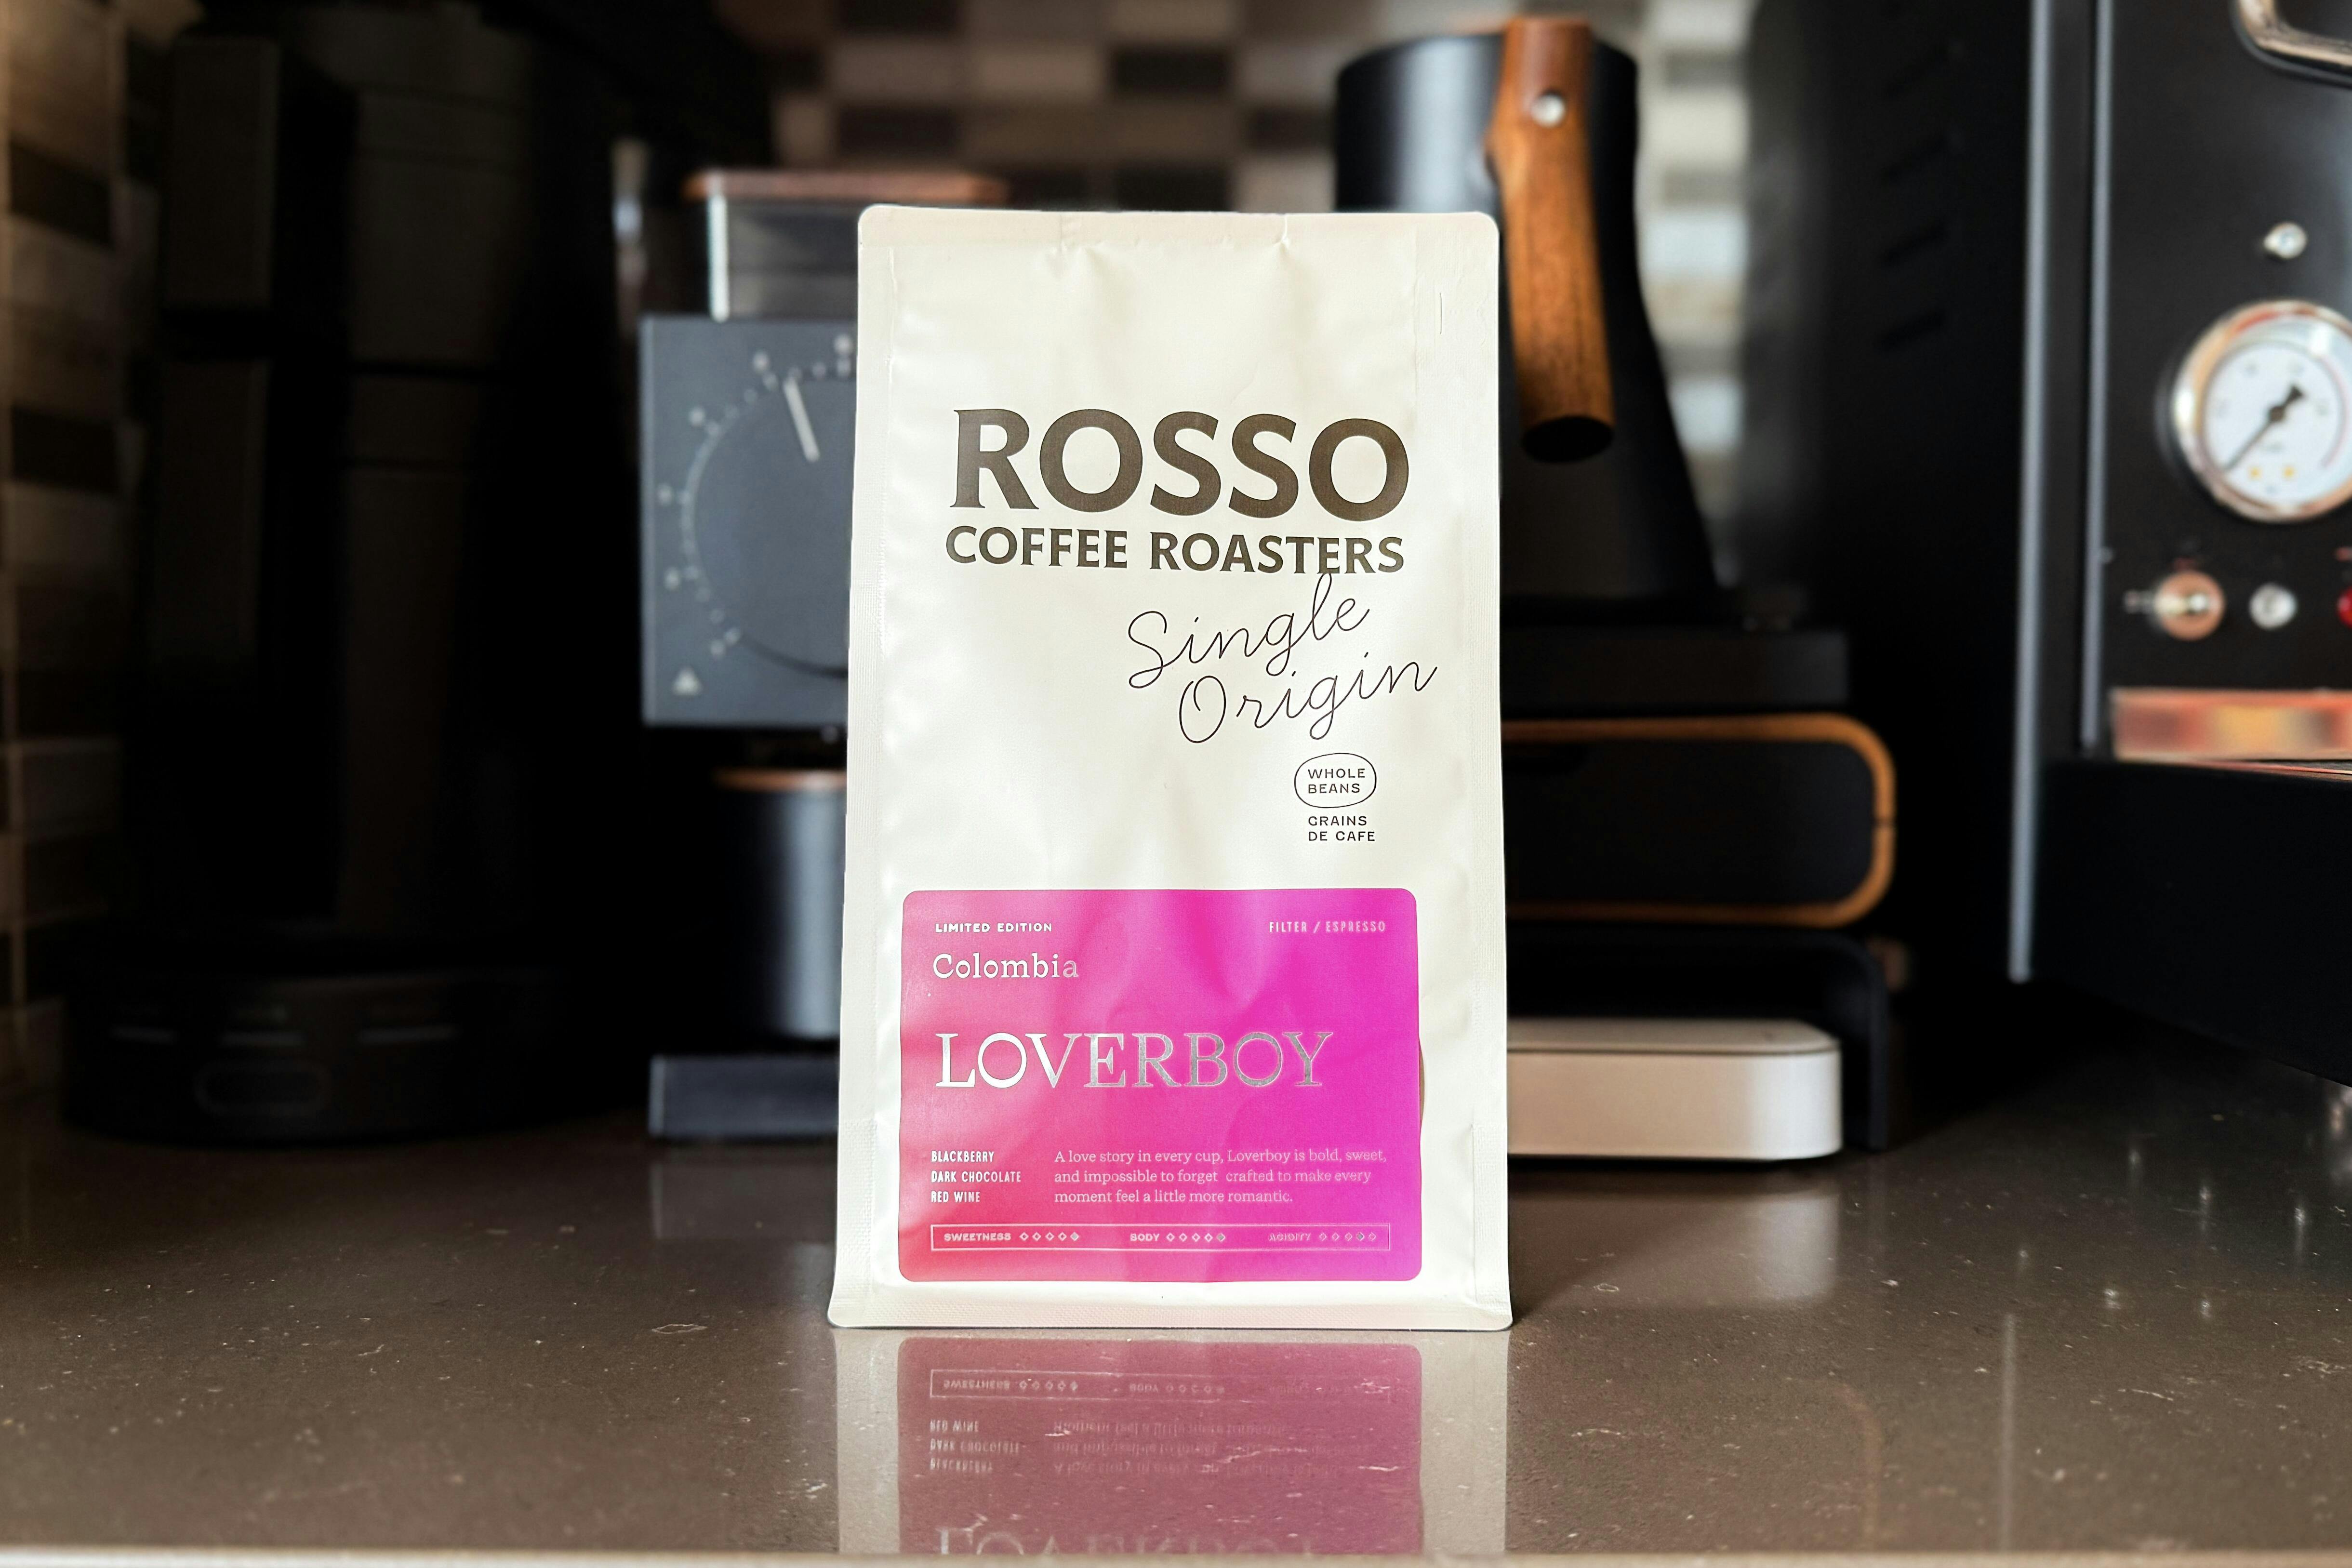 ROSSO
COFFEE ROASTERS
Single
Origin
WHOLE
BEANS
GRAINS
DE CAFE
LIMITED EDITION
FILTER / ESPRESSO
Colombia
LOVERBOY
BLACKBERRY
DARK CHOCOLATE
RED WINE
A love story in every cup, Loverboy is bold, sweet,
and impossible to forget crafted to make every
moment feel a little more romantic.
SWEETNESS BODY ACIDITY